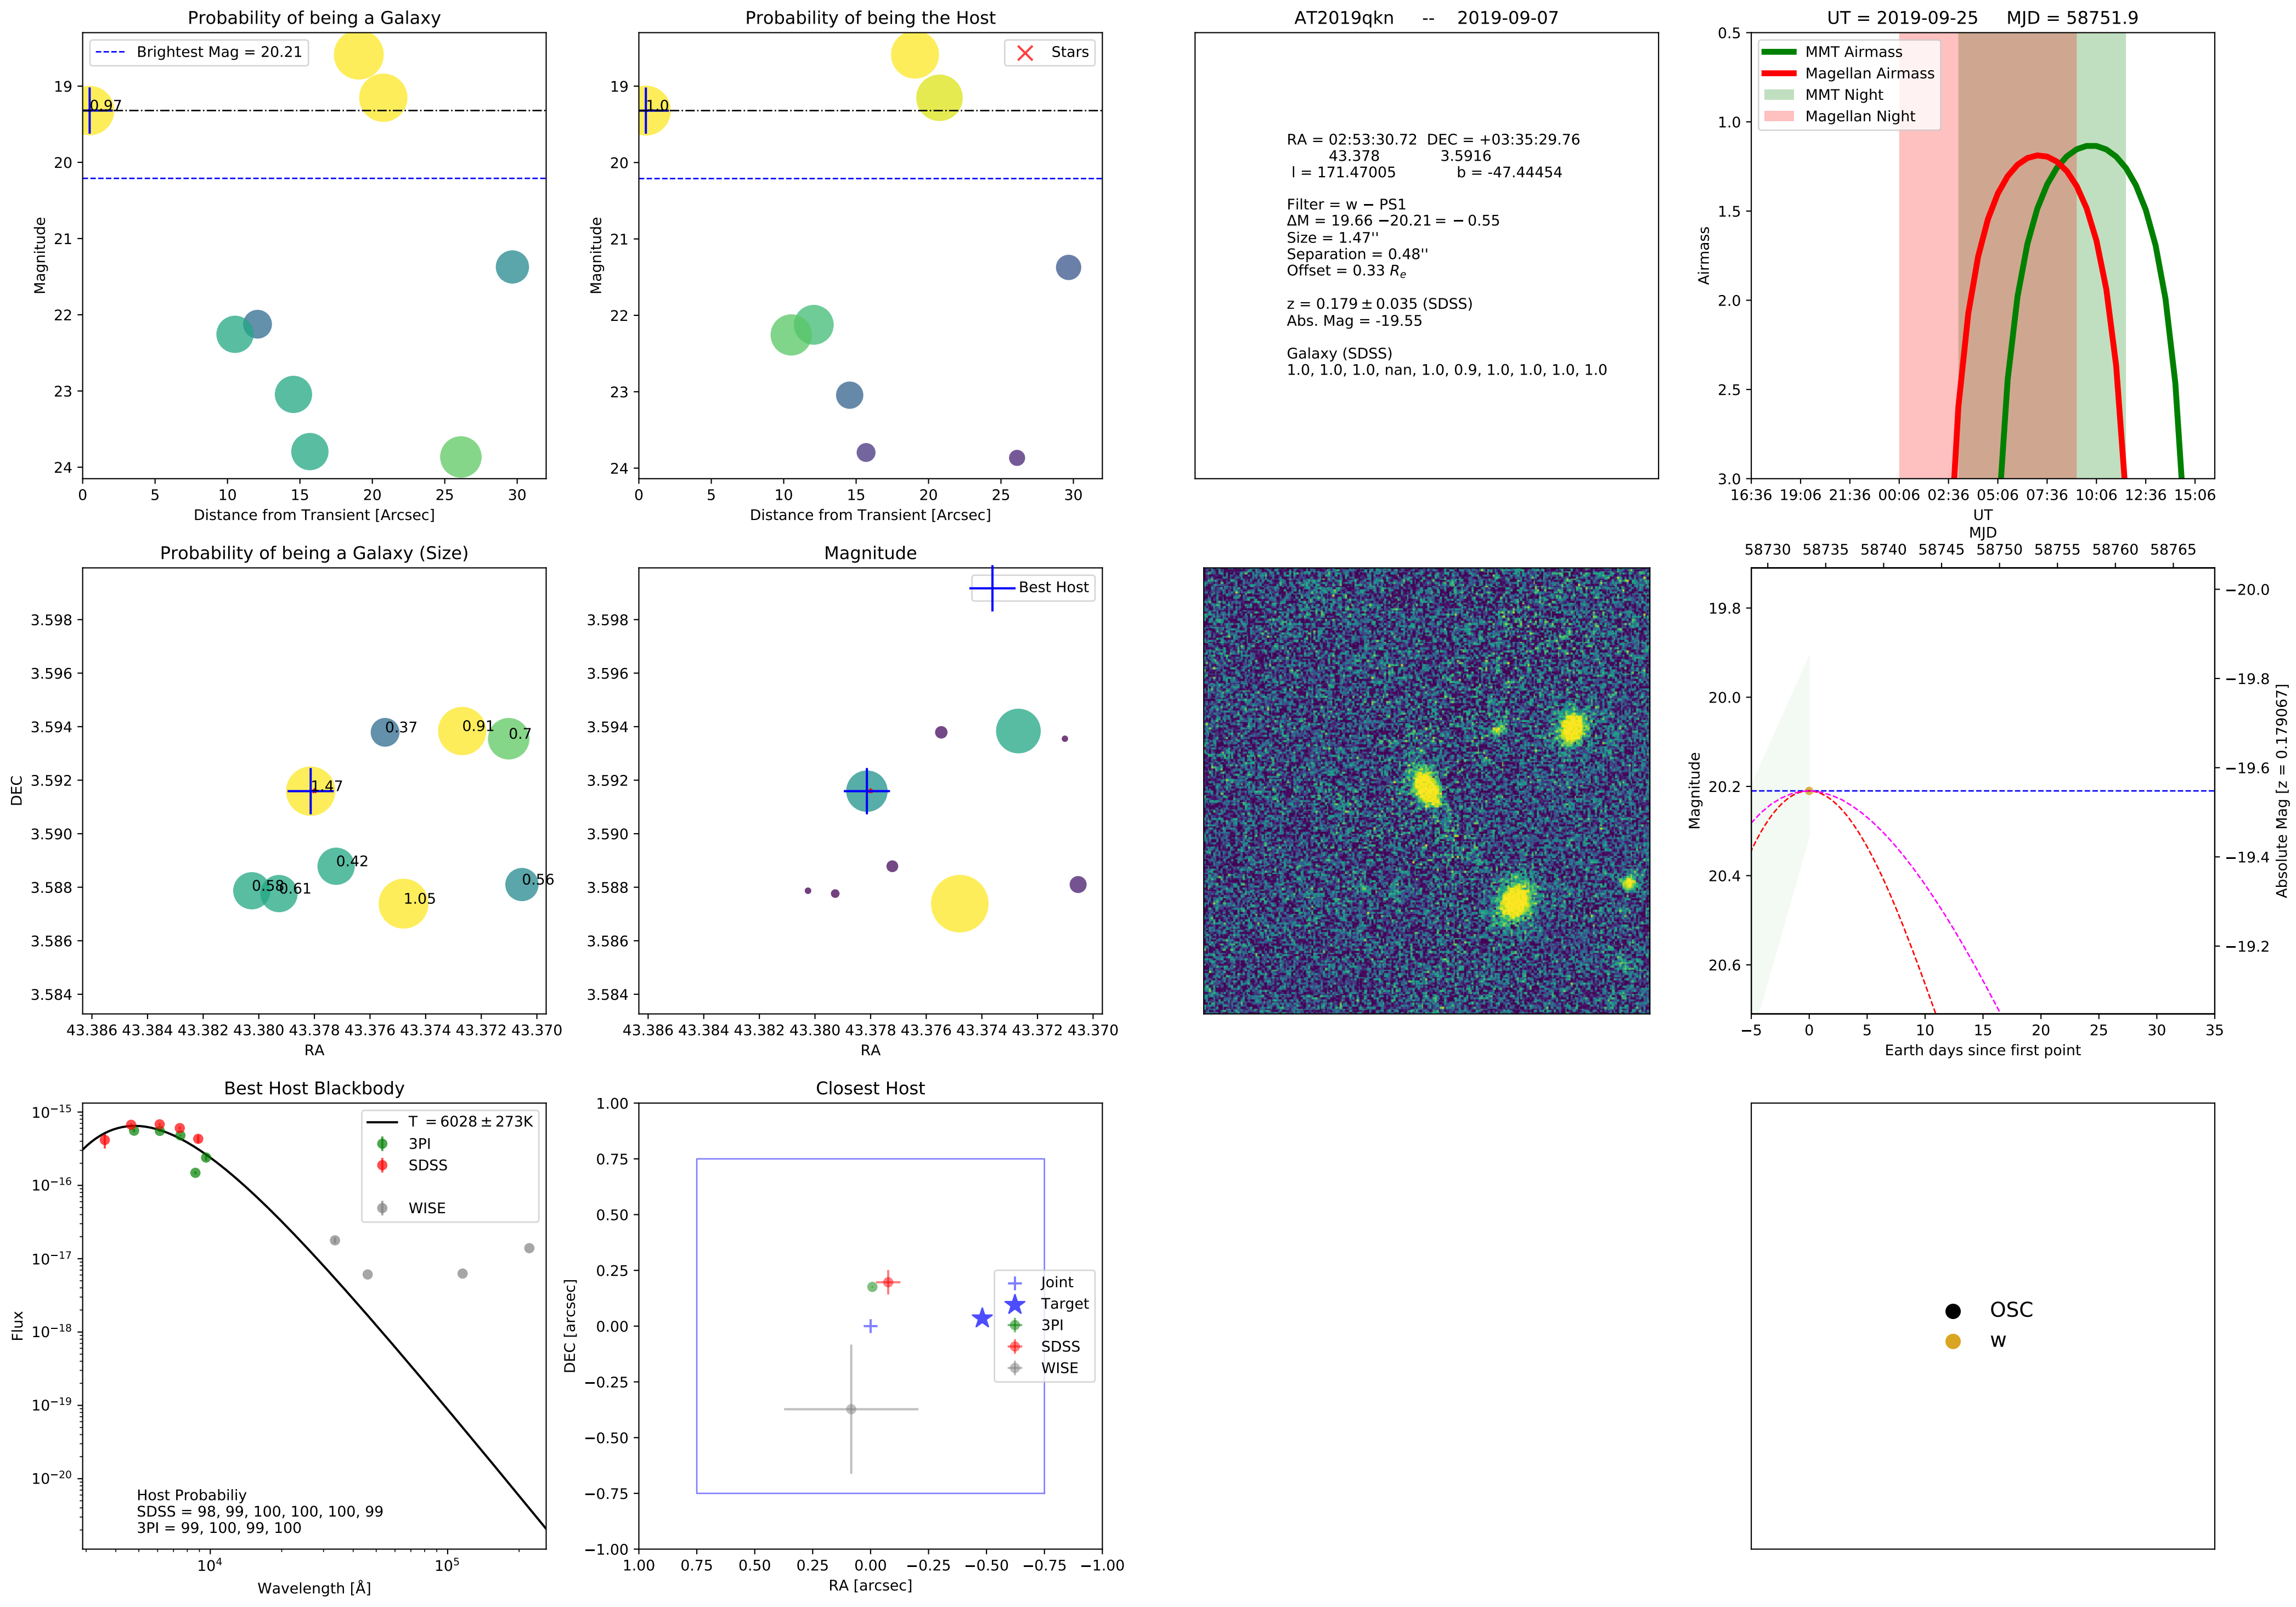 Probability of being a Galaxy
Brightest Mag = 20.21
0.97
19
20
21
22
23
24
Magnitude
0 5 10 15 20 25 30
Distance from Transient [Arcsec]
Probability of being the Host
Stars
1.0
19
20
21
22
23
24
Magnitude
0 5 10 15 20 25 30
Distance from Transient [Arcsec]
AT2019qkn -- 2019-09-07
RA = 02:53:30.72 DEC = +03:35:29.76
43.378 3.5916
l = 171.47005 b = -47.44454
Filter = w − PS1
ΔM = 19.66 −20.21 = −0.55
Size = 1.47''
Separation = 0.48''
Offset = 0.33 Re
z = 0.179 ± 0.035 (SDSS)
Abs. Mag = -19.55
Galaxy (SDSS)
1.0, 1.0, 1.0, nan, 1.0, 0.9, 1.0, 1.0, 1.0, 1.0
UT = 2019-09-25 MJD = 58751.9
MMT Airmass
Magellan Airmass
MMT Night
Magellan Night
0.5
1.0
1.5
2.0
2.5
3.0
Airmass
16:36 19:06 21:36 00:06 02:36 05:06 07:36 10:06 12:36 15:06
UT
Probability of being a Galaxy (Size)
3.598
3.596
3.594
3.592
3.590
3.588
3.586
3.584
DEC
0.37
0.91
0.7
1.47
0.42
0.58
0.61
0.56
1.05
43.386 43.384 43.382 43.380 43.378 43.376 43.374 43.372 43.370
RA
Magnitude
Best Host
3.598
3.596
3.594
3.592
3.590
3.588
3.586
3.584
43.386 43.384 43.382 43.380 43.378 43.376 43.374 43.372 43.370
RA
MJD
58730 58735 58740 58745 58750 58755 58760 58765
19.8
20.0
20.2
20.4
20.6
Magnitude
−20.0
−19.8
−19.6
−19.4
−19.2
Absolute Mag [z = 0.179067]
−5 0 5 10 15 20 25 30 35
Earth days since first point
Best Host Blackbody
T = 6028 ± 273K
3PI
SDSS
WISE
10−15
10−16
10−17
10−18
10−19
10−20
Flux
Host Probabiliy
SDSS = 98, 99, 100, 100, 100, 99
3PI = 99, 100, 99, 100
104 105
Wavelength [Å]
Closest Host
1.00
0.75
0.50
0.25
0.00
−0.25
−0.50
−0.75
−1.00
DEC [arcsec]
Joint
Target
3PI
SDSS
WISE
1.00 0.75 0.50 0.25 0.00 −0.25 −0.50 −0.75 −1.00
RA [arcsec]
OSC
w